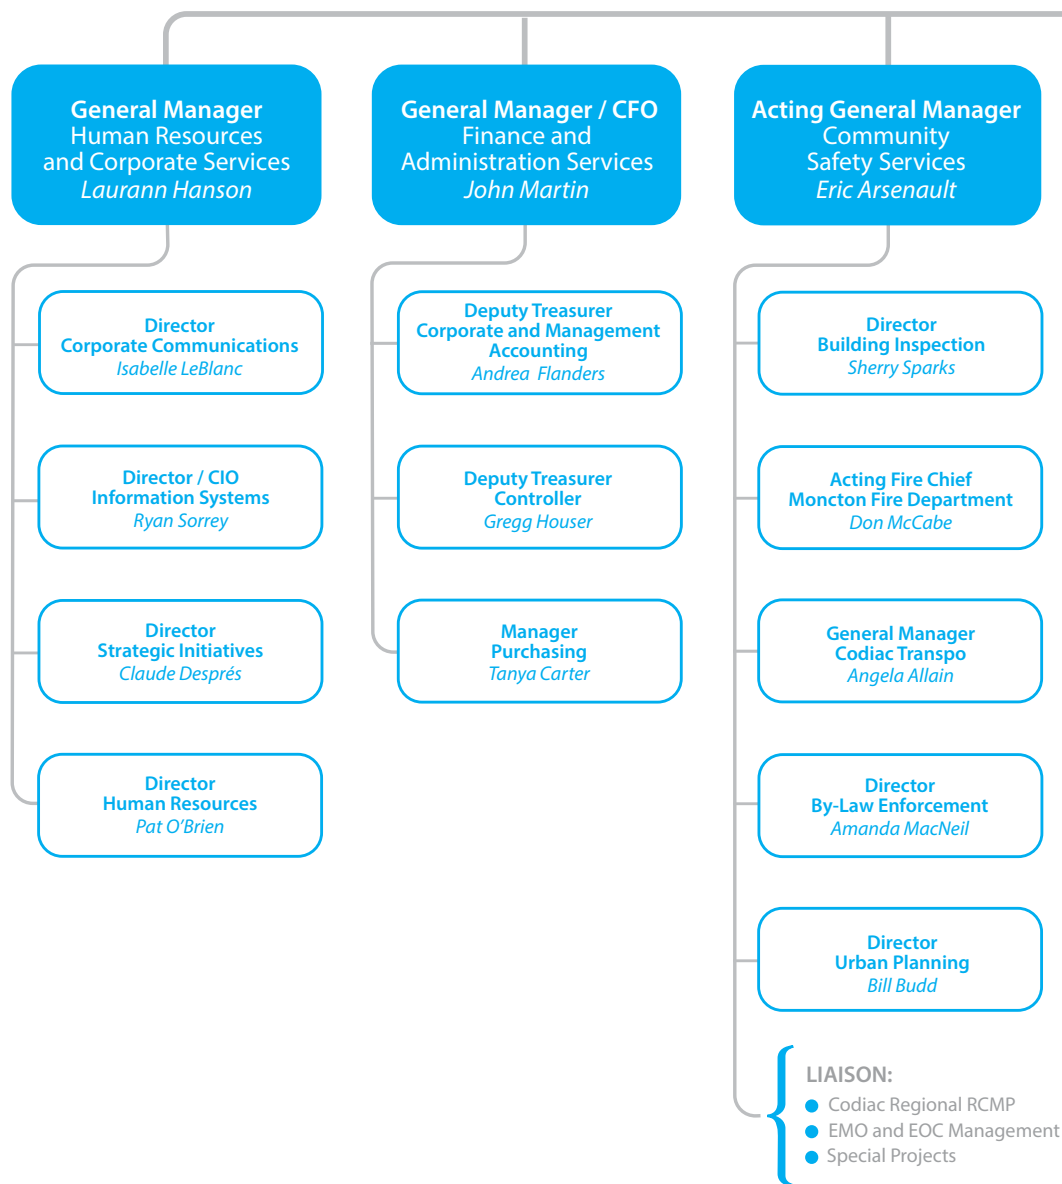 General Manager
Human Resources
and Corporate Services
Laurann Hanson
Director
Corporate Communications
Isabelle LeBlanc
Director / CIO
Information Systems
Ryan Sorrey
Director
Strategic Initiatives
Claude Després
Director
Human Resources
Pat O’Brien
General Manager / CFO
Finance and
Administration Services
John Martin
Deputy Treasurer
Corporate and Management
Accounting
Andrea Flanders
Deputy Treasurer
Controller
Gregg Houser
Manager
Purchasing
Tanya Carter
Acting General Manager
Community
Safety Services
Eric Arsenault
Director
Building Inspection
Sherry Sparks
Acting Fire Chief
Moncton Fire Department
Don McCabe
General Manager
Codiac Transpo
Angela Allain
Director
By-Law Enforcement
Amanda MacNeil
Director
Urban Planning
Bill Budd
LIAISON:
Codiac Regional RCMP
EMO and EOC Management
Special Projects